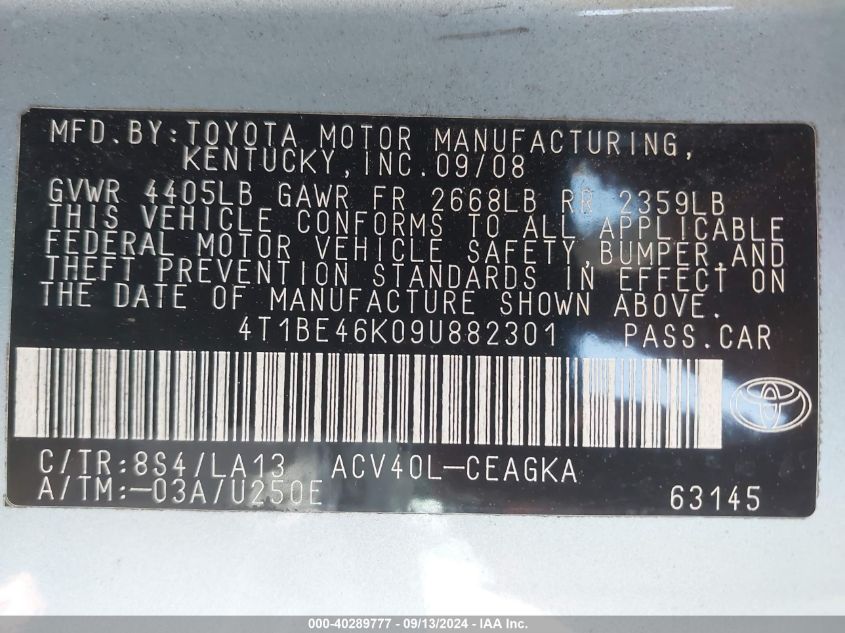 MFD.BY:TOYOTA MOTOR MANUFACTURING,
KENTUCKY,INC.09/08
GVWR 4405LB GAWR FR 2668LB RR 2359LB
THIS VEHICLE CONFORMS TO ALL APPLICABLE
FEDERAL MOTOR VEHICLE SAFETY,BUMPER,AND
THEFT PREVENTION STANDARDS IN EFFECT ON
THE DATE OF MANUFACTURE SHOWN ABOVE.
4T1BE46K09U882301 PASS.CAR
C/TR:8S4/LA13 ACV40L-CEAGKA
A/TM:-03A/U250E 63145
000-40289777 - 09/13/2024 - IAA Inc.